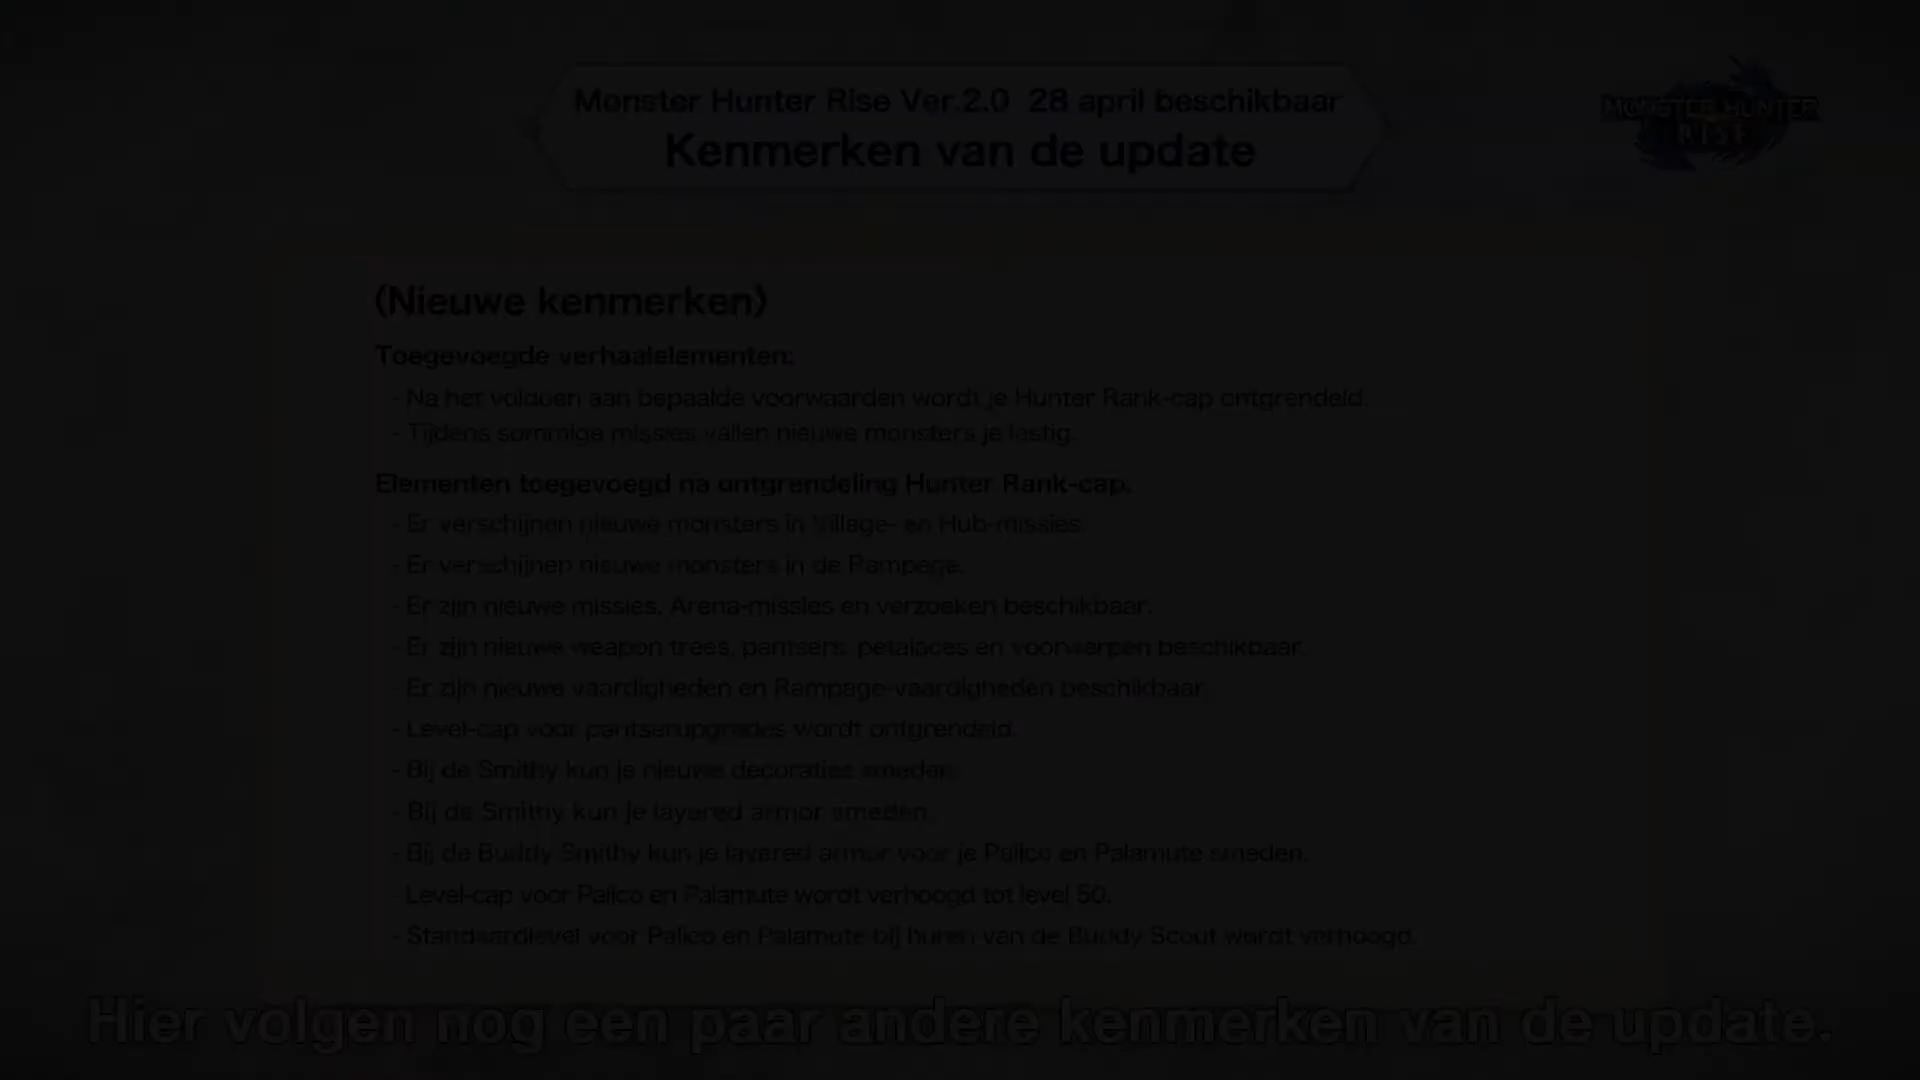 Monster Hunter Rise Ver.2.0 28 april beschikbaar
Kenmerken van de update
MONSTER HUNTER
RISE
(Nieuwe kenmerken)
Toegevoegde verhaalelementen:
- Na het voldoen aan bepaalde voorwaarden wordt je Hunter Rank-cap ontgrendeld.
- Tijdens sommige missies vallen nieuwe monsters je lastig.
Elementen toegevoegd na ontgrendeling Hunter Rank-cap:
- Er verschijnen nieuwe monsters in Village- en Hub-missies.
- Er verschijnen nieuwe monsters in de Rampage.
- Er zijn nieuwe missies, Arena-missies en verzoeken beschikbaar.
- Er zijn nieuwe weapon trees, pantsers, petalaces en voorwerpen beschikbaar.
- Er zijn nieuwe vaardigheden en Rampage-vaardigheden beschikbaar.
- Level-cap voor pantserupgrades wordt ontgrendeld.
- Bij de Smithy kun je nieuwe decoraties smeden.
- Bij de Smithy kun je layered armor smeden.
- Bij de Buddy Smithy kun je layered armor voor je Palico en Palamute smeden.
- Level-cap voor Palico en Palamute wordt verhoogd tot level 50.
- Standaardlevel voor Palico en Palamute bij huren van de Buddy Scout wordt verhoogd.
Hier volgen nog een paar andere kenmerken van de update.